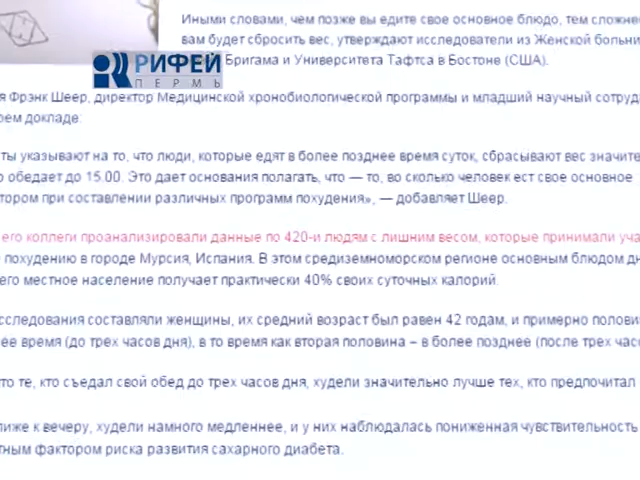 Иными словами, чем позже вы едите свое основное блюдо, тем сложнее
вам будет сбросить вес, утверждают исследователи из Женской больни
РИФЕЙ
ПЕРМЬ
Бригама и Университета Тафтса в Бостоне (США).
я Фрэнк Шеер, директор Медицинской хронобиологической программы и младший научный сотруд
оем докладе:
ты указывают на то, что люди, которые едят в более позднее время суток, сбрасывают вес значите
о обедает до 15.00. Это дает основания полагать, что — то, во сколько человек ест свое основное
тором при составлении различных программ похудения», — добавляет Шеер.
его коллеги проанализировали данные по 420-и людям с лишним весом, которые принимали уча
похудению в городе Мурсия, Испания. В этом средиземноморском регионе основным блюдом дн
его местное население получает практически 40% своих суточных калорий.
сследования составляли женщины, их средний возраст был равен 42 годам, и примерно полови
ее время (до трех часов дня), в то время как вторая половина – в более позднее (после трех часо
то те, кто съедал свой обед до трех часов дня, худели значительно лучше тех, кто предпочитал
лиже к вечеру, худели намного медленнее, и у них наблюдалась пониженная чувствительность
тным фактором риска развития сахарного диабета.